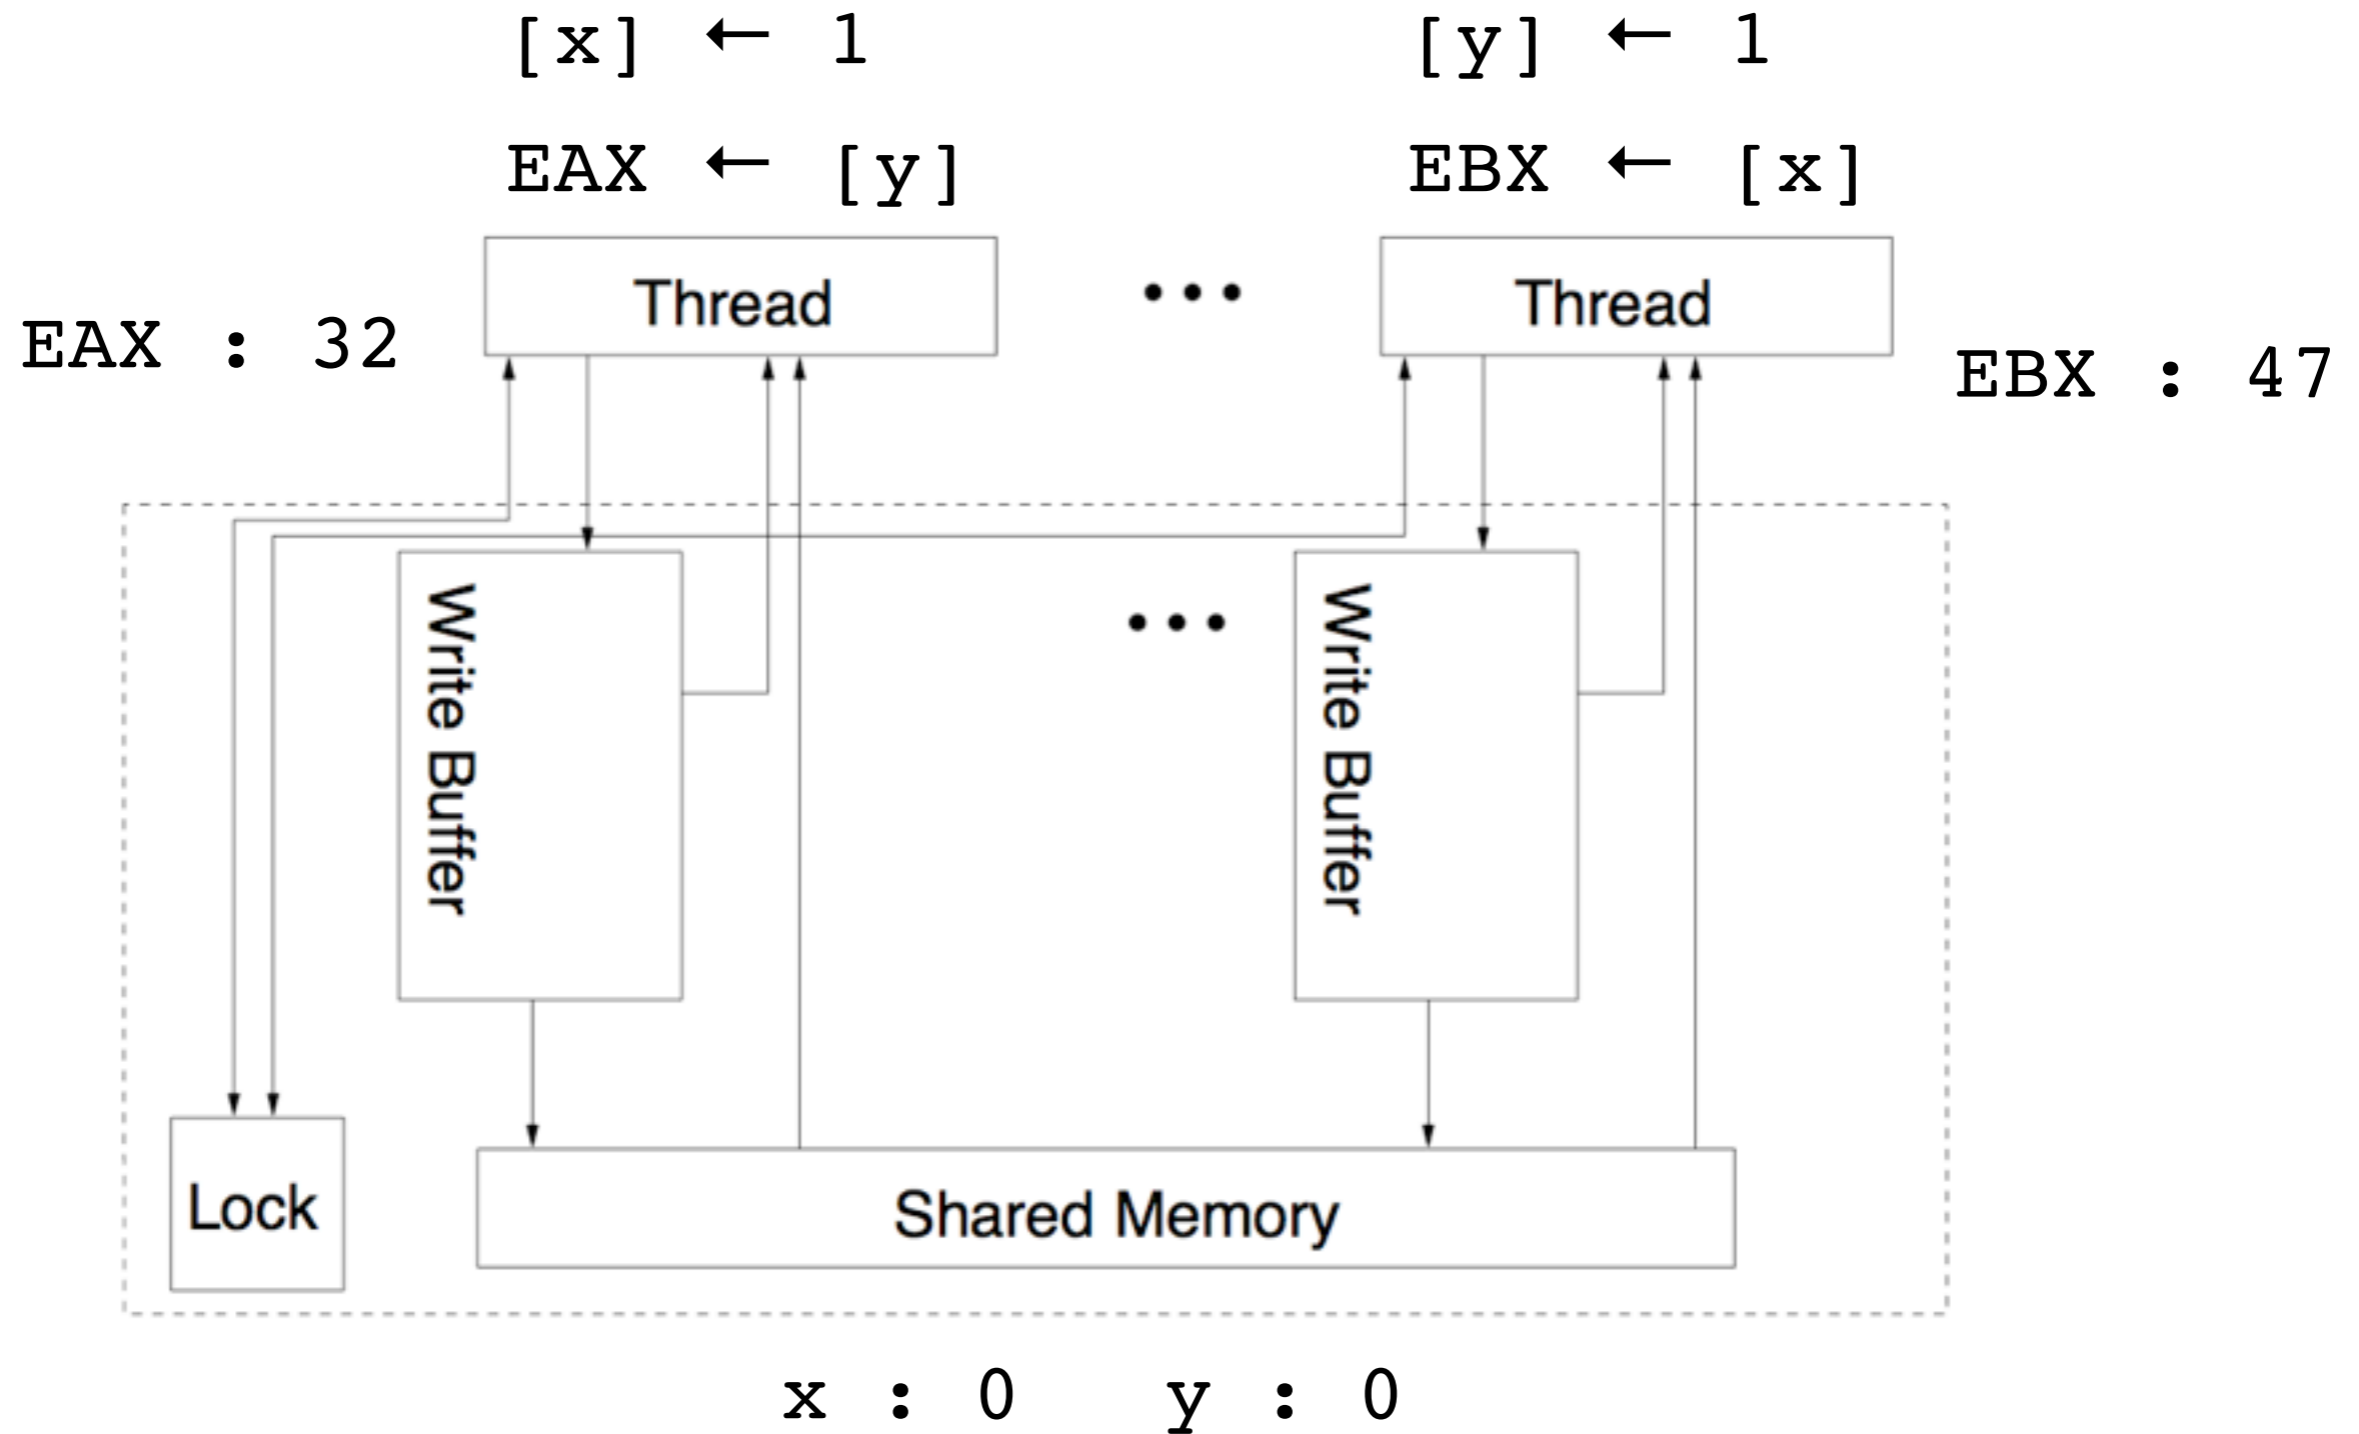 [x] ← 1 [y] ← 1
EAX ← [y] EBX ← [x]
Thread ••• Thread
EAX : 32
EBX : 47
•••
Write Buffer
Write Buffer
Lock
Shared Memory
x : 0 y : 0